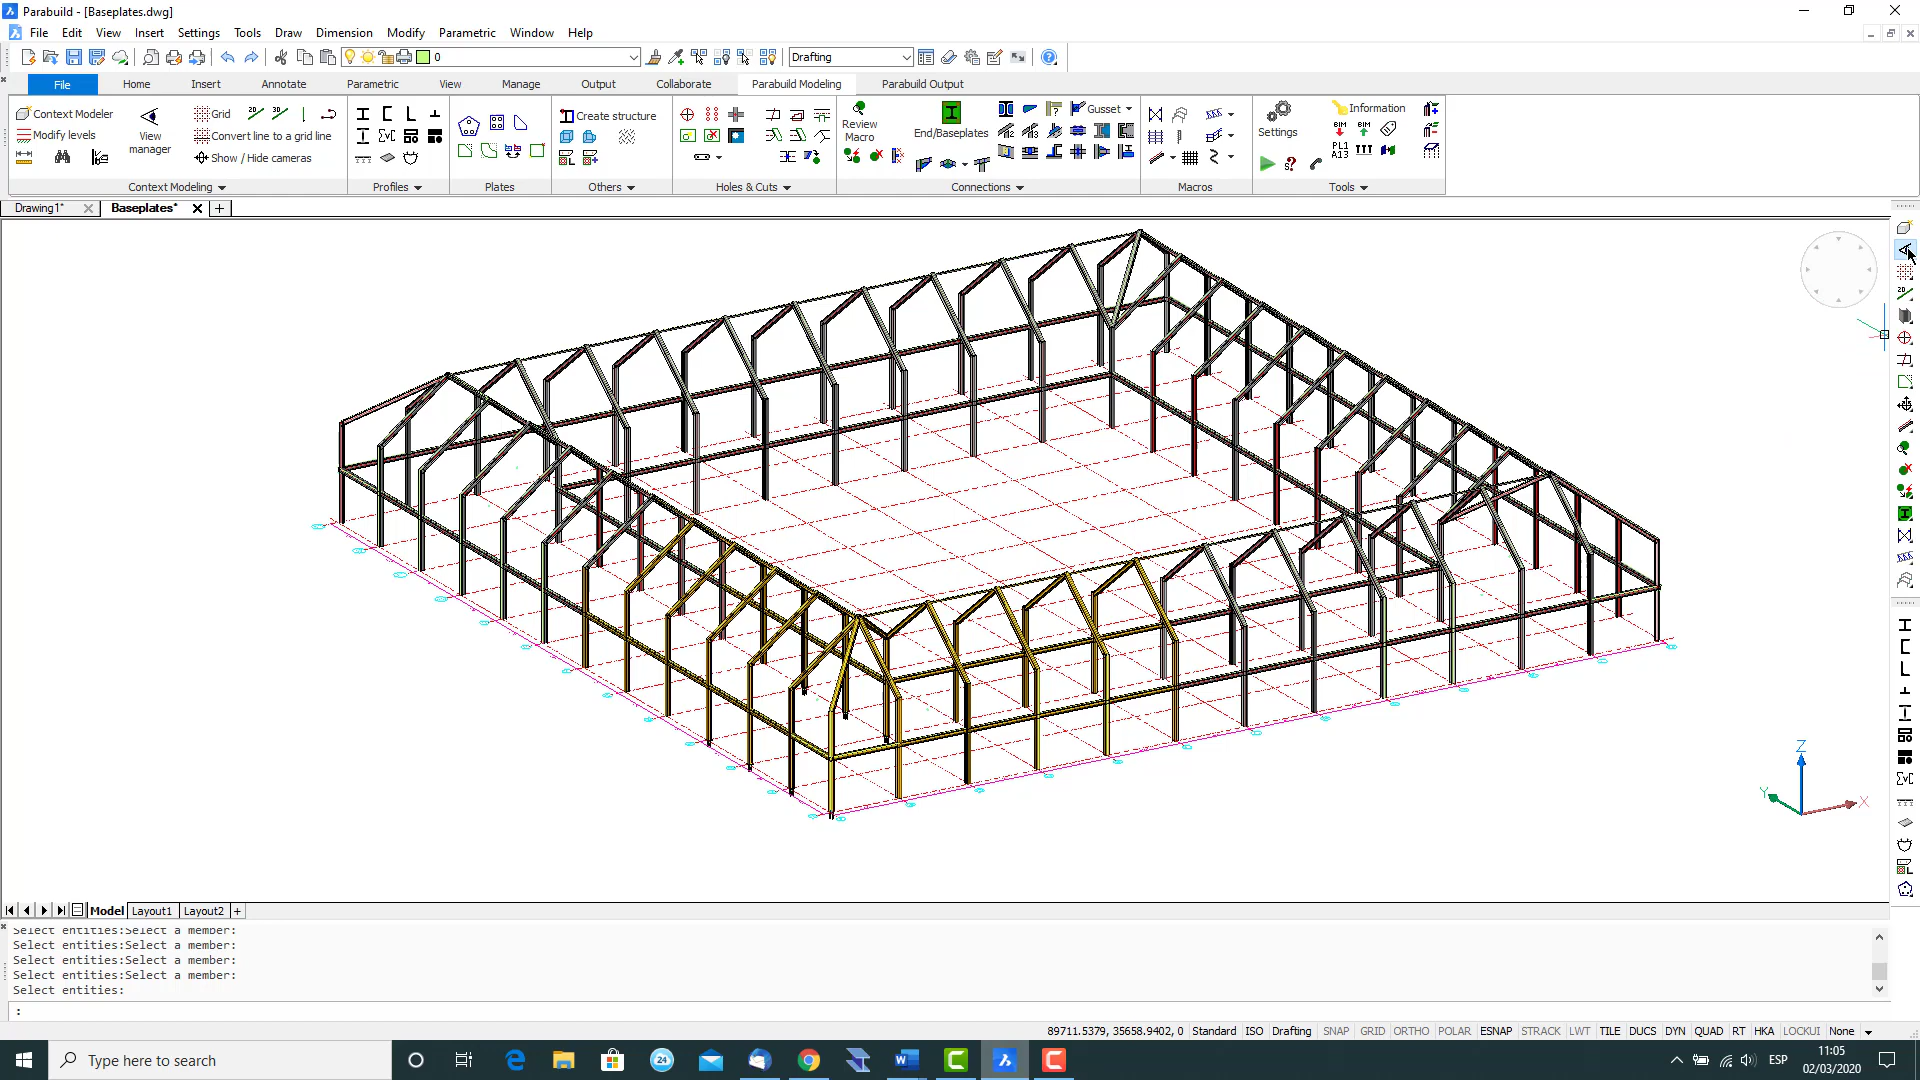 Parabuild - [Baseplates.dwg]
File Edit View Insert Settings Tools Draw Dimension Modify Parametric Window Help
0 Drafting
File Home Insert Annotate Parametric View Manage Output Collaborate Parabuild Modeling Parabuild Output
Context Modeler Grid Create structure Gusset Information
Modify levels View manager Convert line to a grid line Review Macro End/Baseplates Settings
Show / Hide cameras PL1 A13
Context Modeling Profiles Plates Others Holes & Cuts Connections Macros Tools
Drawing1* Baseplates* +
Z
Y X
Model Layout1 Layout2 +
Select entities:Select a member:
Select entities:Select a member:
Select entities:Select a member:
Select entities:Select a member:
Select entities:
:
89711.5379, 35658.9402, 0 Standard ISO Drafting SNAP GRID ORTHO POLAR ESNAP STRACK LWT TILE DUCS DYN QUAD RT HKA LOCKUI None
Type here to search 24 ESP 11:05
02/03/2020